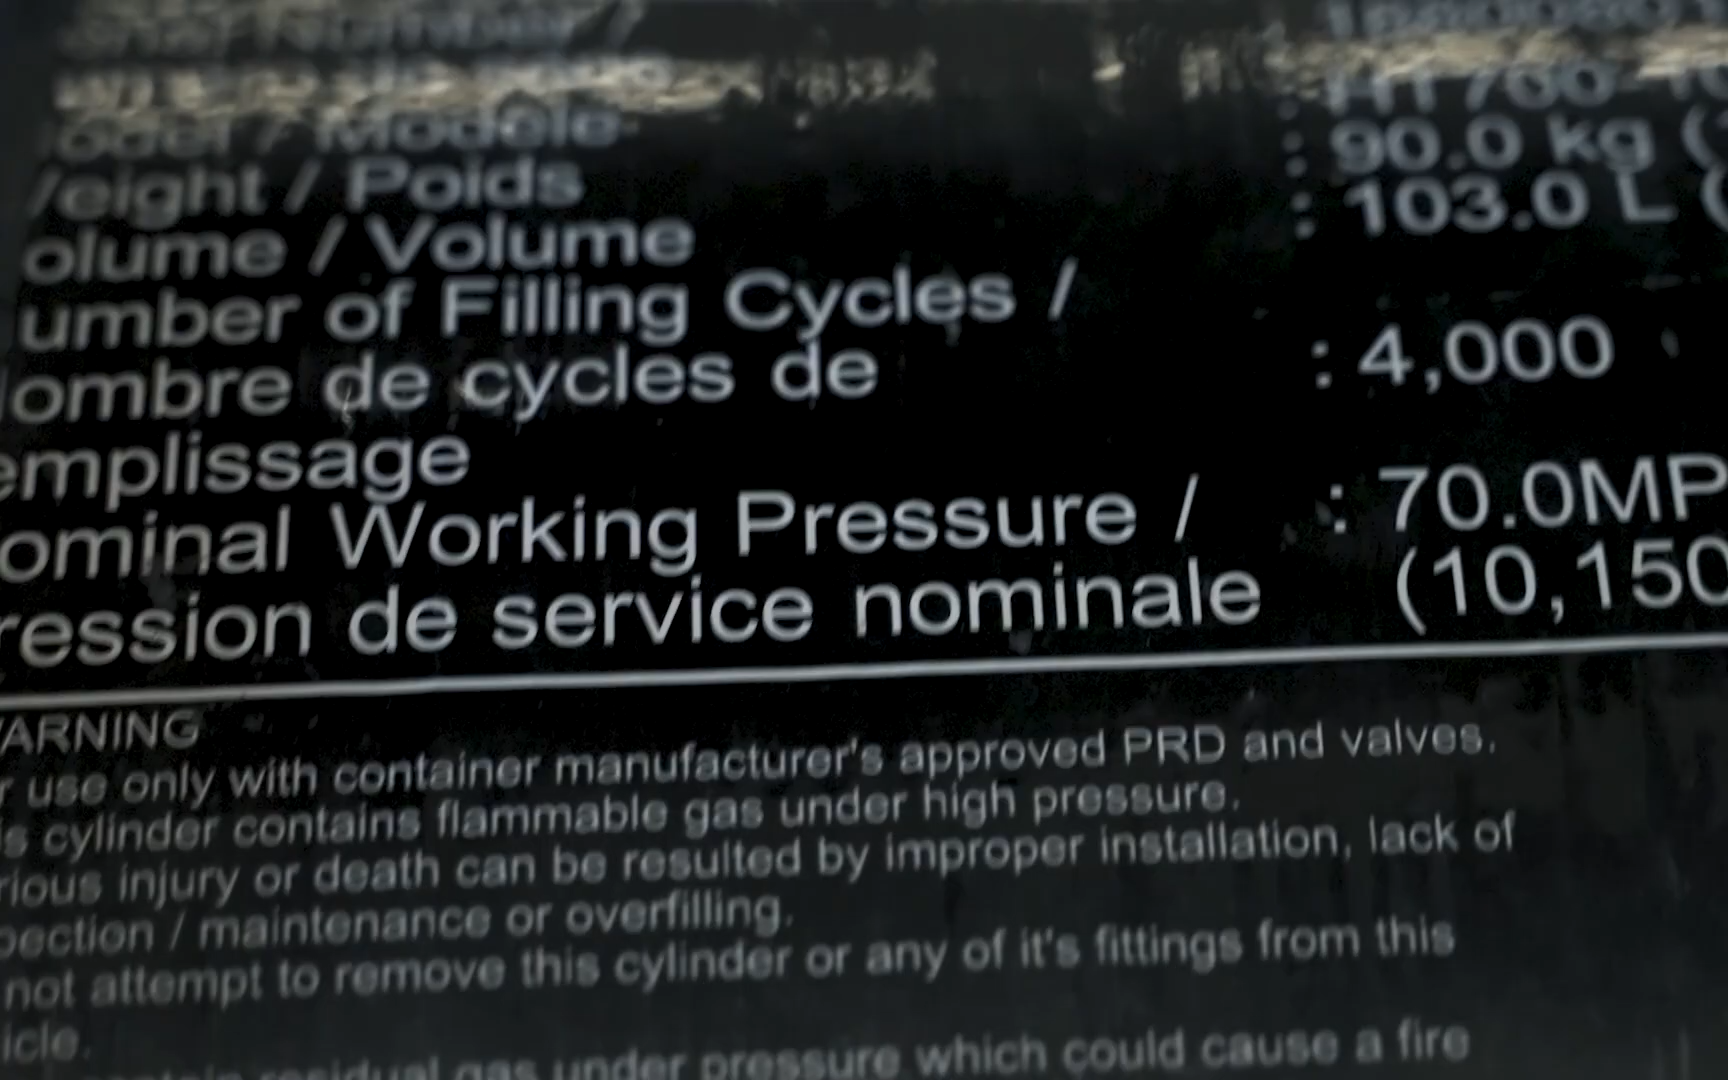 Modèle
/eight / Poids : 90.0 kg (
olume / Volume : 103.0 L (
umber of Filling Cycles /
ombre de cycles de : 4,000
emplissage
ominal Working Pressure / : 70.0MP
ression de service nominale (10,150
ARNING
r use only with container manufacturer's approved PRD and valves.
is cylinder contains flammable gas under high pressure.
rious injury or death can be resulted by improper installation, lack of
pection / maintenance or overfilling.
not attempt to remove this cylinder or any of it's fittings from this
icle.
residual gas under pressure which could cause a fire